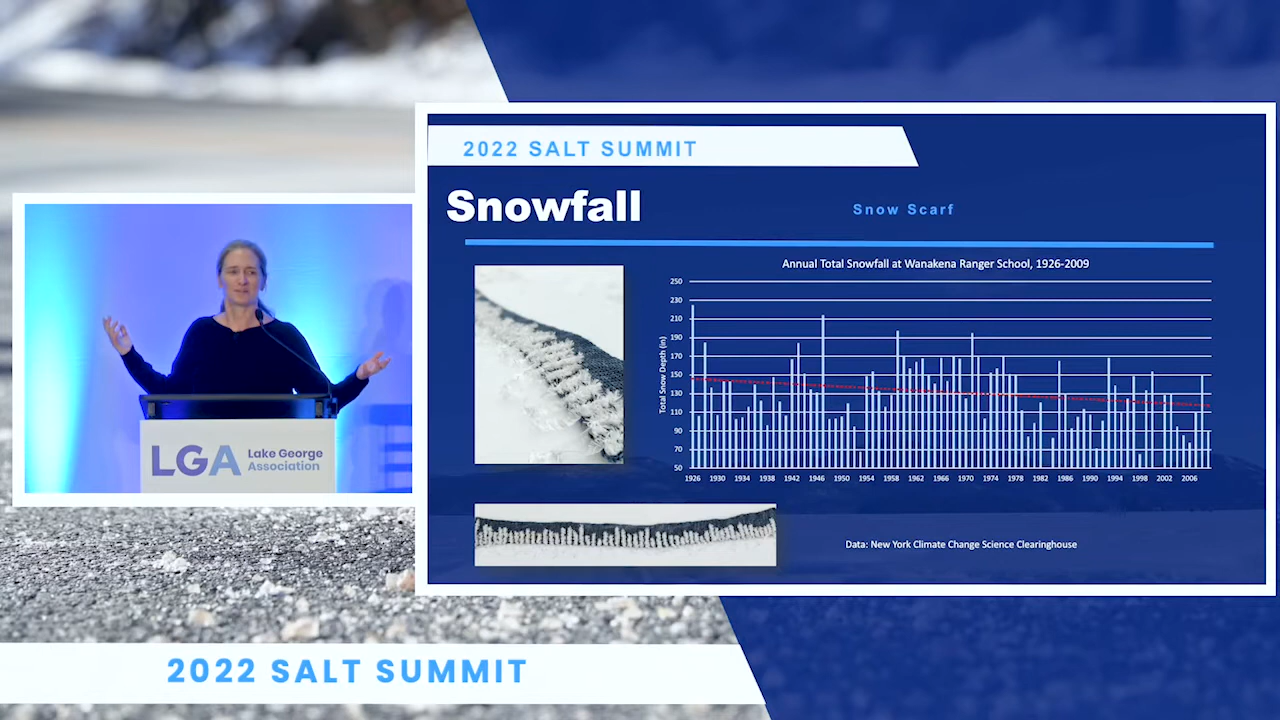 2022 SALT SUMMIT
Snowfall
Snow Scarf
Annual Total Snowfall at Wanakena Ranger School, 1926-2009
Total Snow Depth (in)
250
230
210
190
170
150
130
110
90
70
50
1926 1930 1934 1938 1942 1946 1950 1954 1958 1962 1966 1970 1974 1978 1982 1986 1990 1994 1998 2002 2006
Data: New York Climate Change Science Clearinghouse
LGA
Lake George
Association
2022 SALT SUMMIT